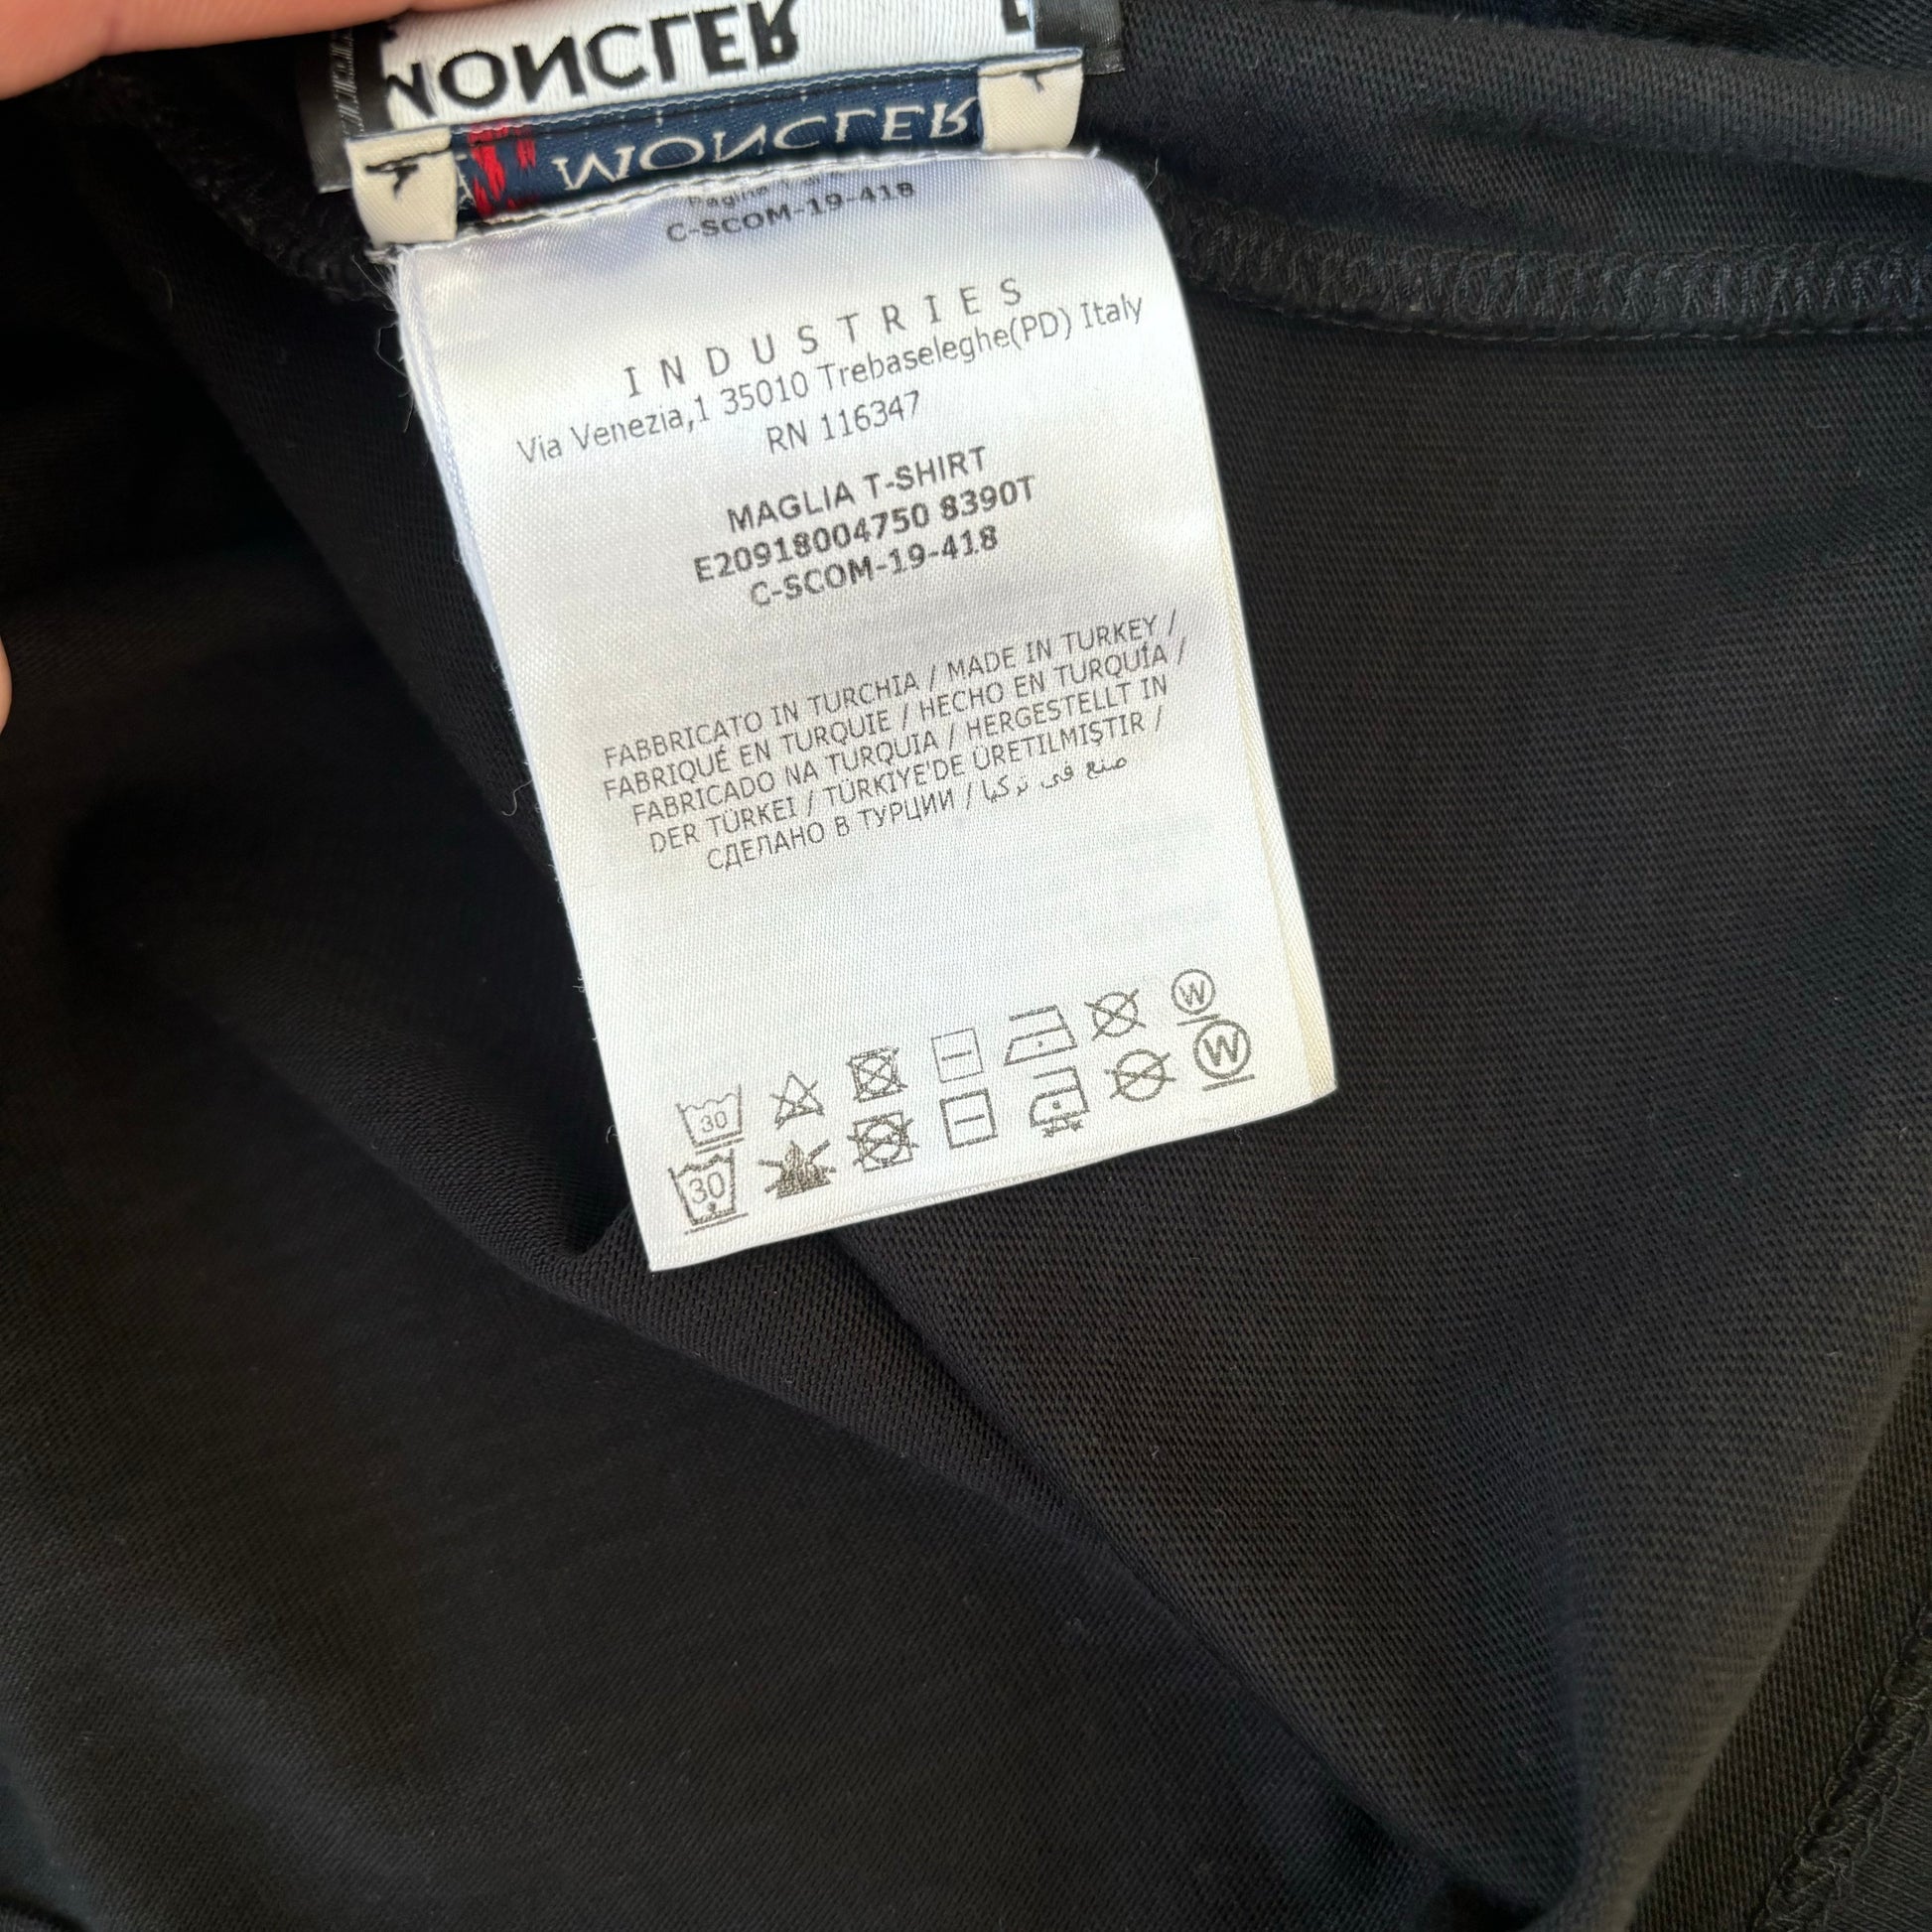 MONCLER
MONCLER
C-SCOM-19-418
INDUSTRIES
Via Venezia,1 35010 Trebaseleghe(PD) Italy
RN 116347
MAGLIA T-SHIRT
E20918004750 8390T
C-SCOM-19-418
FABBRICATO IN TURCHIA / MADE IN TURKEY /
FABRIQUÉ EN TURQUIE / HECHO EN TURQUÍA /
FABRICADO NA TURQUIA / HERGESTELLT IN
DER TÜRKEI / TÜRKİYE'DE ÜRETILMIŞTIR /
СДЕЛАНО В ТУРЦИИ / صنع في تركيا
30 W
30 W